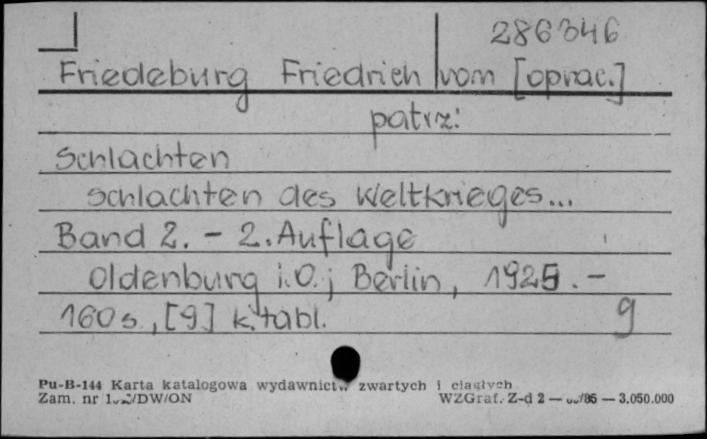 286346
Friedeburg Friedrich vom [oprac.]
patrz:
Schlachten
Schlachten des Weltkrieges...
Band 2. - 2. Auflage
Oldenburg i.O.; Berlin, 1925. -
160 s, [9] k. tabl. 9
Pu-B-144 Karta katalogowa wydawnictw zwartych i ciągłych
Zam. nr /DW/ON WZGraf. Z-d 2 — /86 — 3.050.000